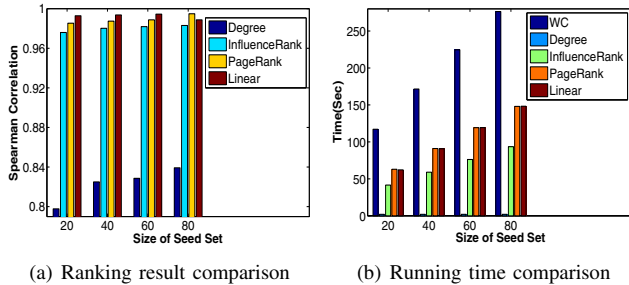 1
0.96
0.92
0.88
0.84
0.8
Spearman Correlation
20 40 60 80
Size of Seed Set
Degree
InfluenceRank
PageRank
Linear
(a) Ranking result comparison
250
200
150
100
50
0
Time(Sec)
20 40 60 80
Size of Seed Set
WC
Degree
InfluenceRank
PageRank
Linear
(b) Running time comparison